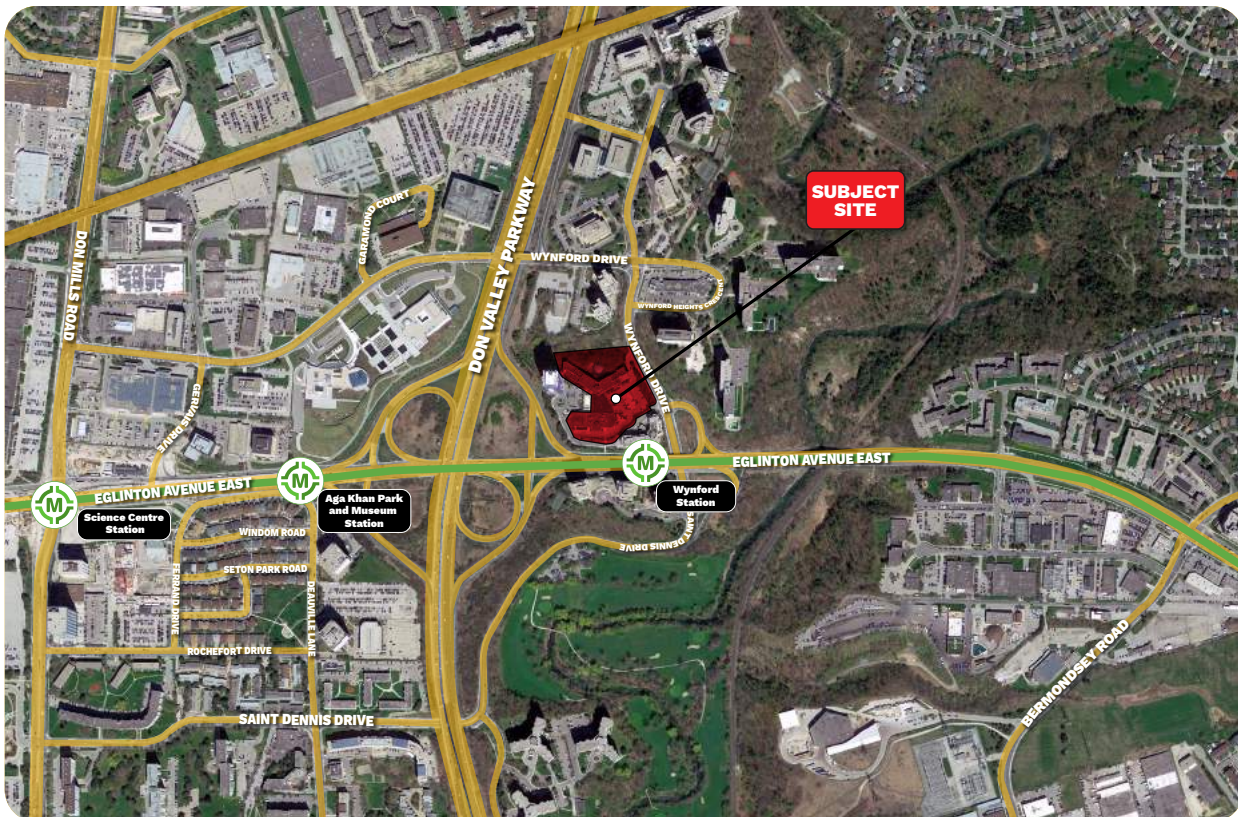 SUBJECT
SITE
GARAMOND COURT
DON MILLS ROAD
DON VALLEY PARKWAY
WYNFORD DRIVE
WYNFORD HEIGHTS CRESCENT
WYNFORD DRIVE
GERVAIS DRIVE
EGLINTON AVENUE EAST
M
Science Centre
Station
M
Aga Khan Park
and Museum
Station
M
Wynford
Station
EGLINTON AVENUE EAST
SAINT DENNIS DRIVE
WINDOM ROAD
SETON PARK ROAD
FERRAND DRIVE
DEAUVILLE LANE
ROCHEFORT DRIVE
SAINT DENNIS DRIVE
BERMONDSEY ROAD